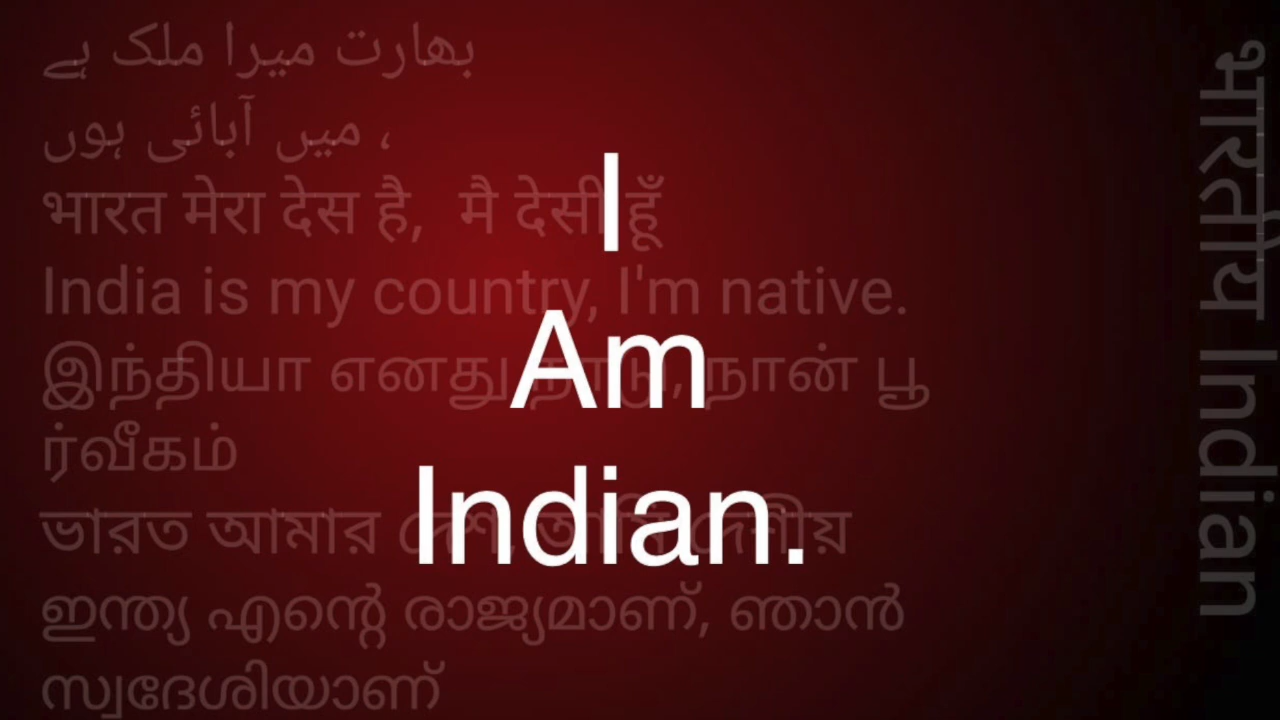 بھارت میرا ملک ہے
، میں آبائی ہوں
भारत मेरा देस है, मै देसी हूँ
India is my country, I'm native.
இந்தியா எனது நாடு, நான் பூ
ர்வீகம்
ভারত আমার দেশ, আমি দেশীয়
ഇന്ത്യ എന്റെ രാജ്യമാണ്, ഞാൻ
സ്വദേശിയാണ്
I
Am
Indian.
भारतीय Indian